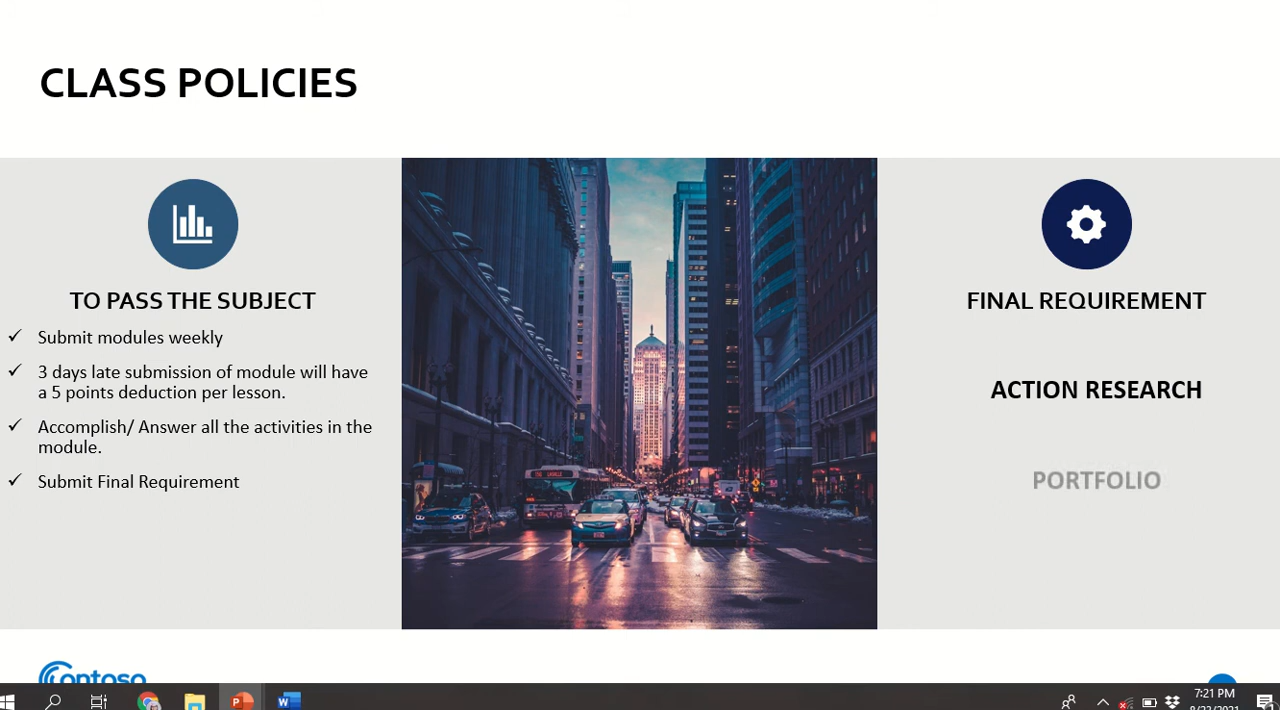 CLASS POLICIES
TO PASS THE SUBJECT
✓ Submit modules weekly
✓ 3 days late submission of module will have
a 5 points deduction per lesson.
✓ Accomplish/ Answer all the activities in the
module.
✓ Submit Final Requirement
FINAL REQUIREMENT
ACTION RESEARCH
PORTFOLIO
Contoso
7:21 PM